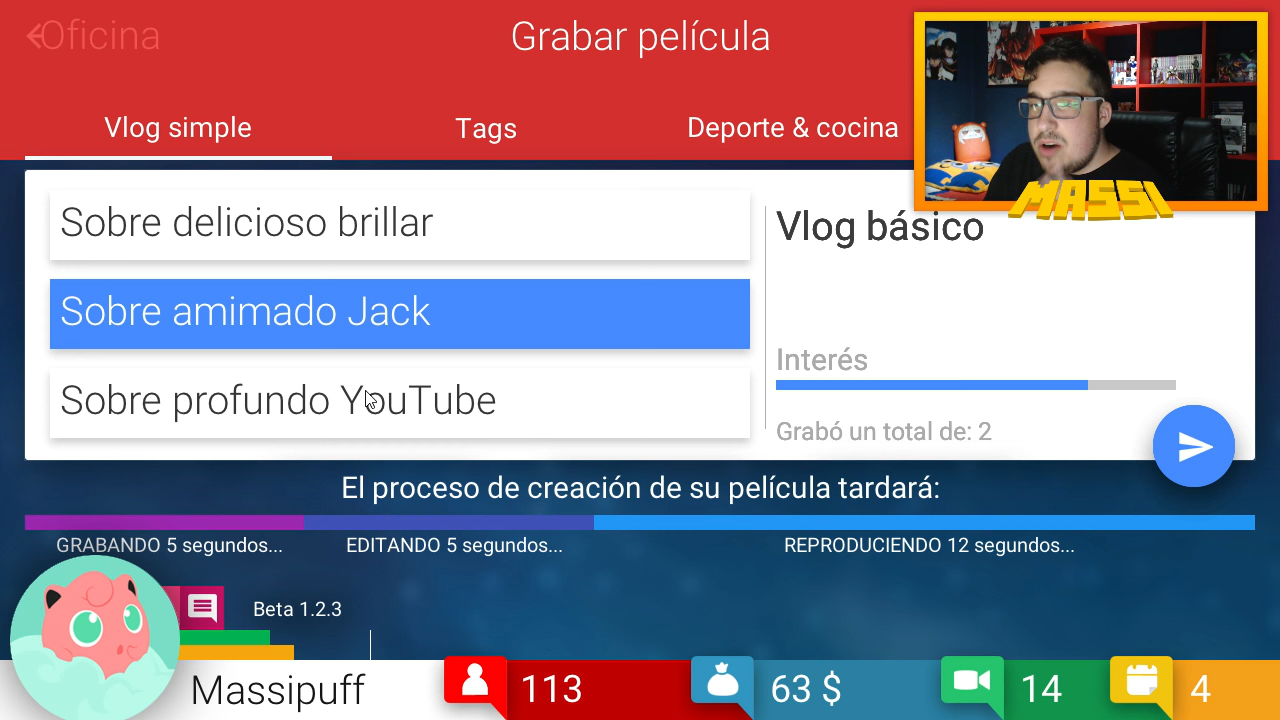 Oficina
Grabar película
Vlog simple
Tags
Deporte & cocina
MASSI
Sobre delicioso brillar
Sobre amimado Jack
Sobre profundo YouTube
Vlog básico
Interés
Grabó un total de: 2
El proceso de creación de su película tardará:
GRABANDO 5 segundos...
EDITANDO 5 segundos...
REPRODUCIENDO 12 segundos...
Beta 1.2.3
Massipuff
113
63 $
14
4